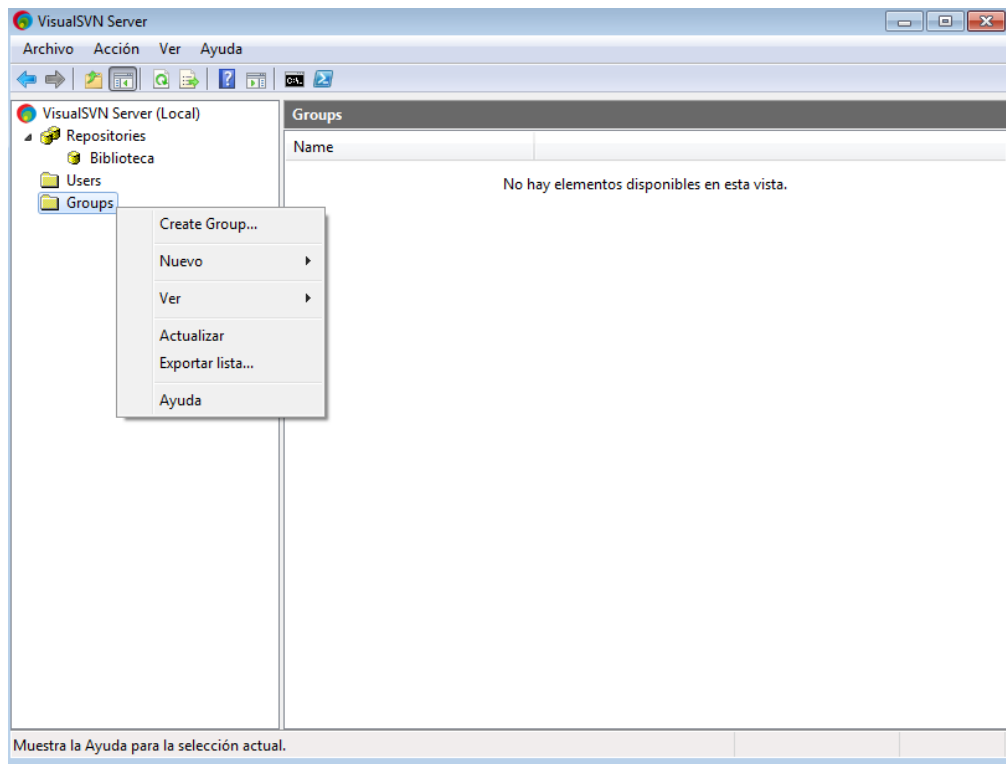 VisualSVN Server
Archivo Acción Ver Ayuda
VisualSVN Server (Local)
Repositories
Biblioteca
Users
Groups
Groups
Name
No hay elementos disponibles en esta vista.
Create Group...
Nuevo
Ver
Actualizar
Exportar lista...
Ayuda
Muestra la Ayuda para la selección actual.